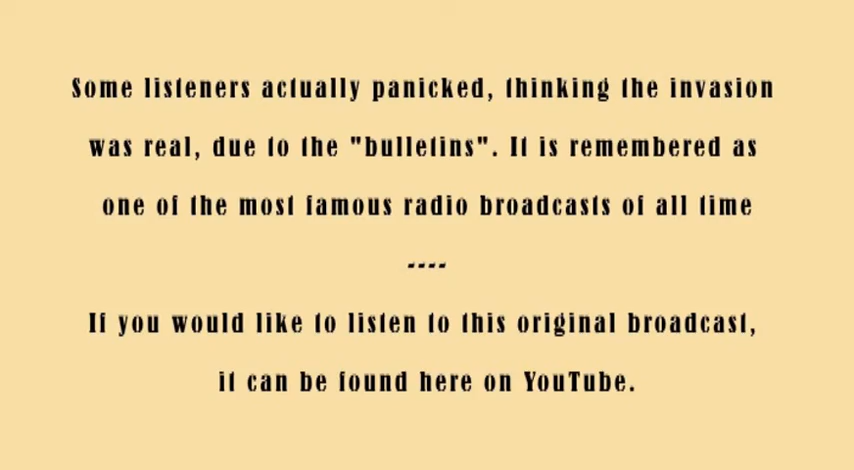 Some listeners actually panicked, thinking the invasion
was real, due to the "bulletins". It is remembered as
one of the most famous radio broadcasts of all time
----
If you would like to listen to this original broadcast,
it can be found here on YouTube.